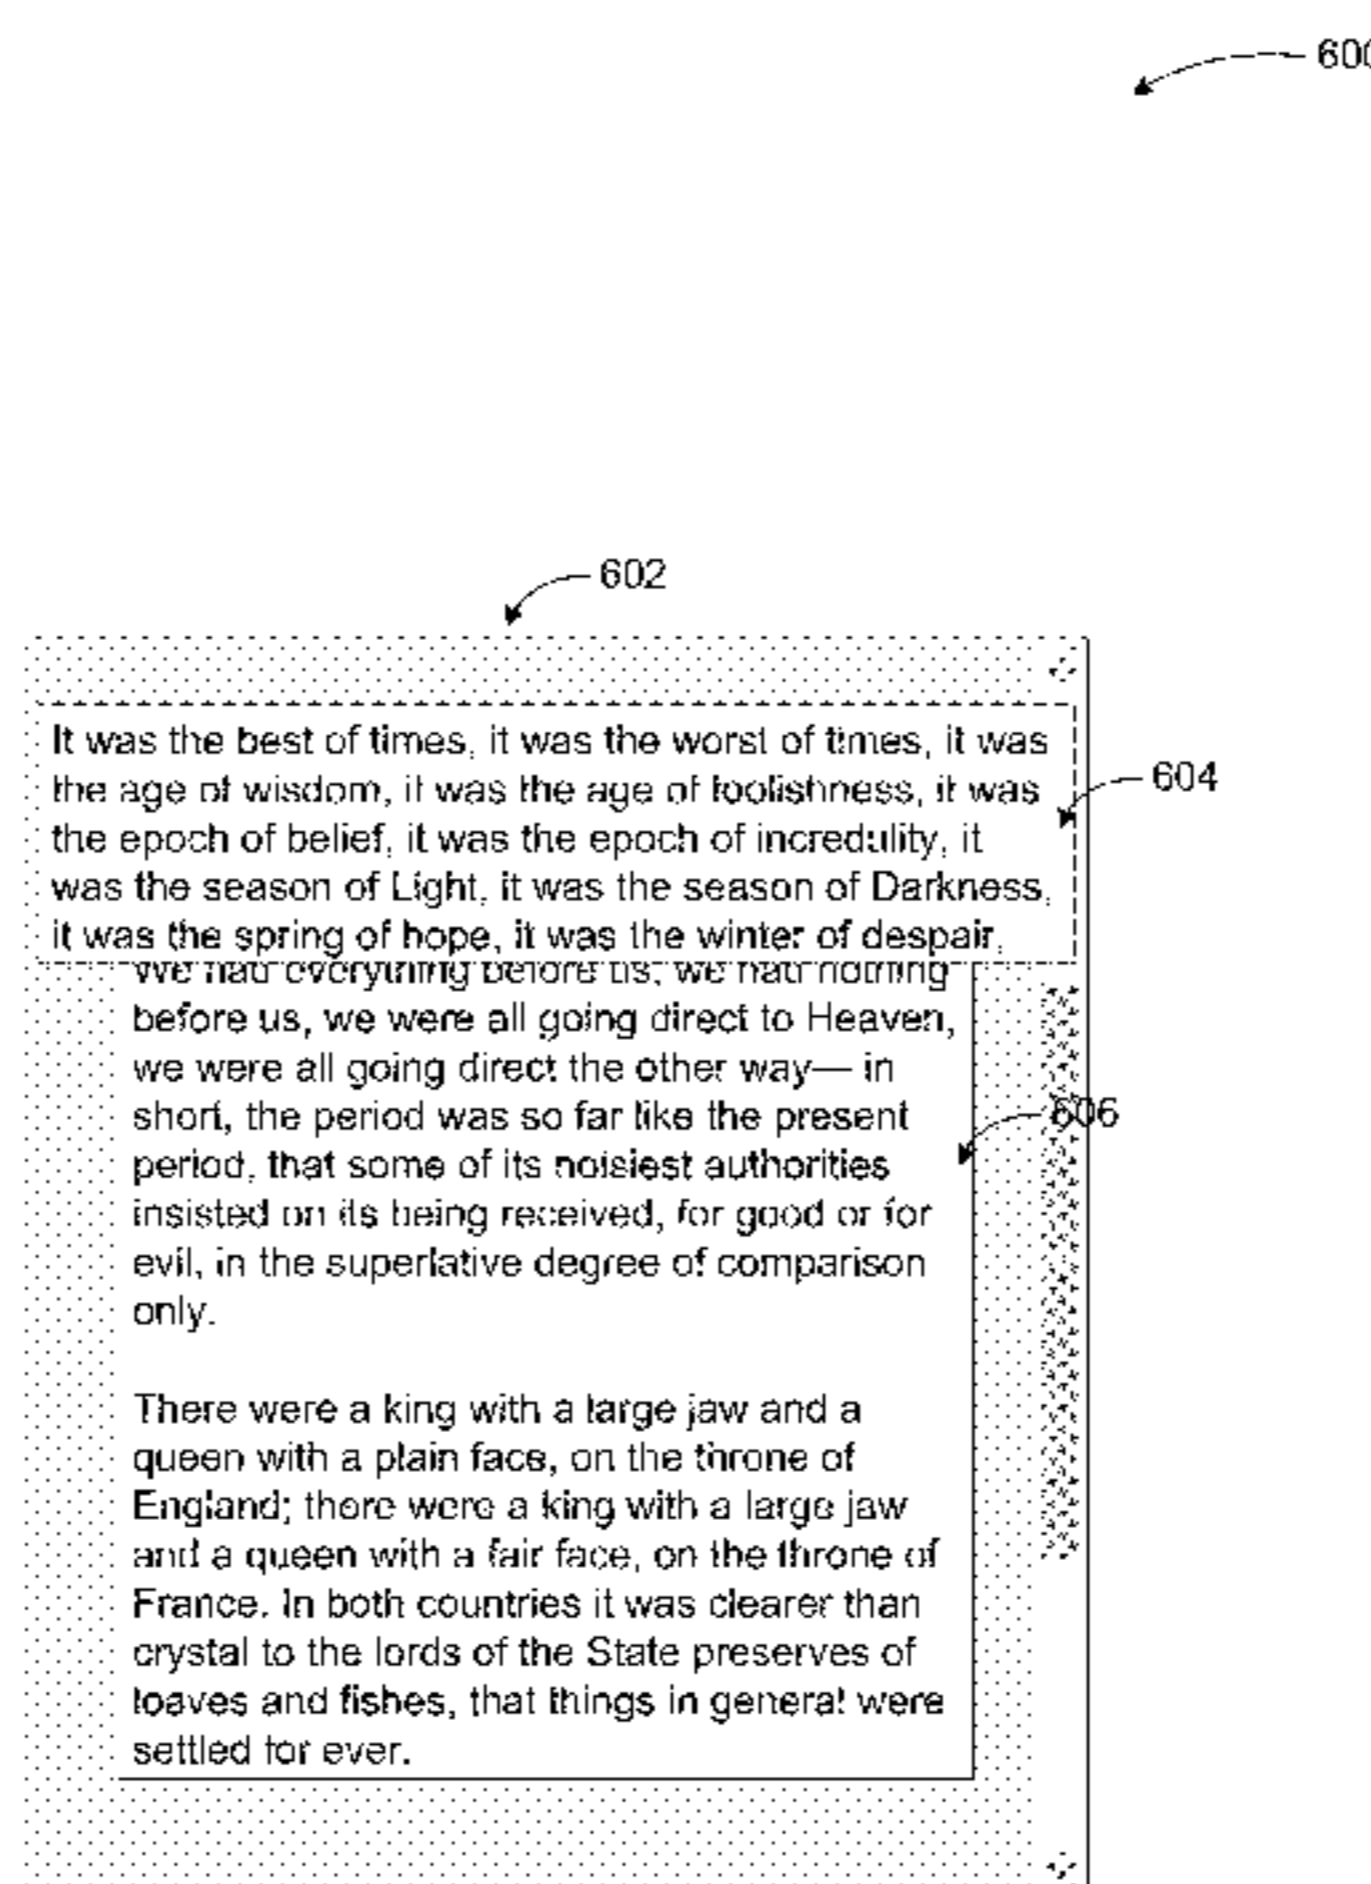 600
602
It was the best of times, it was the worst of times, it was
the age of wisdom, it was the age of foolishness, it was
604
the epoch of belief, it was the epoch of incredulity, it
was the season of Light, it was the season of Darkness,
it was the spring of hope, it was the winter of despair,
We had everything before us, we had nothing
before us, we were all going direct to Heaven,
we were all going direct the other way— in
short, the period was so far like the present
606
period, that some of its noisiest authorities
insisted on its being received, for good or for
evil, in the superlative degree of comparison
only.
There were a king with a large jaw and a
queen with a plain face, on the throne of
England; there were a king with a large jaw
and a queen with a fair face, on the throne of
France. In both countries it was clearer than
crystal to the lords of the State preserves of
loaves and fishes, that things in general were
settled for ever.